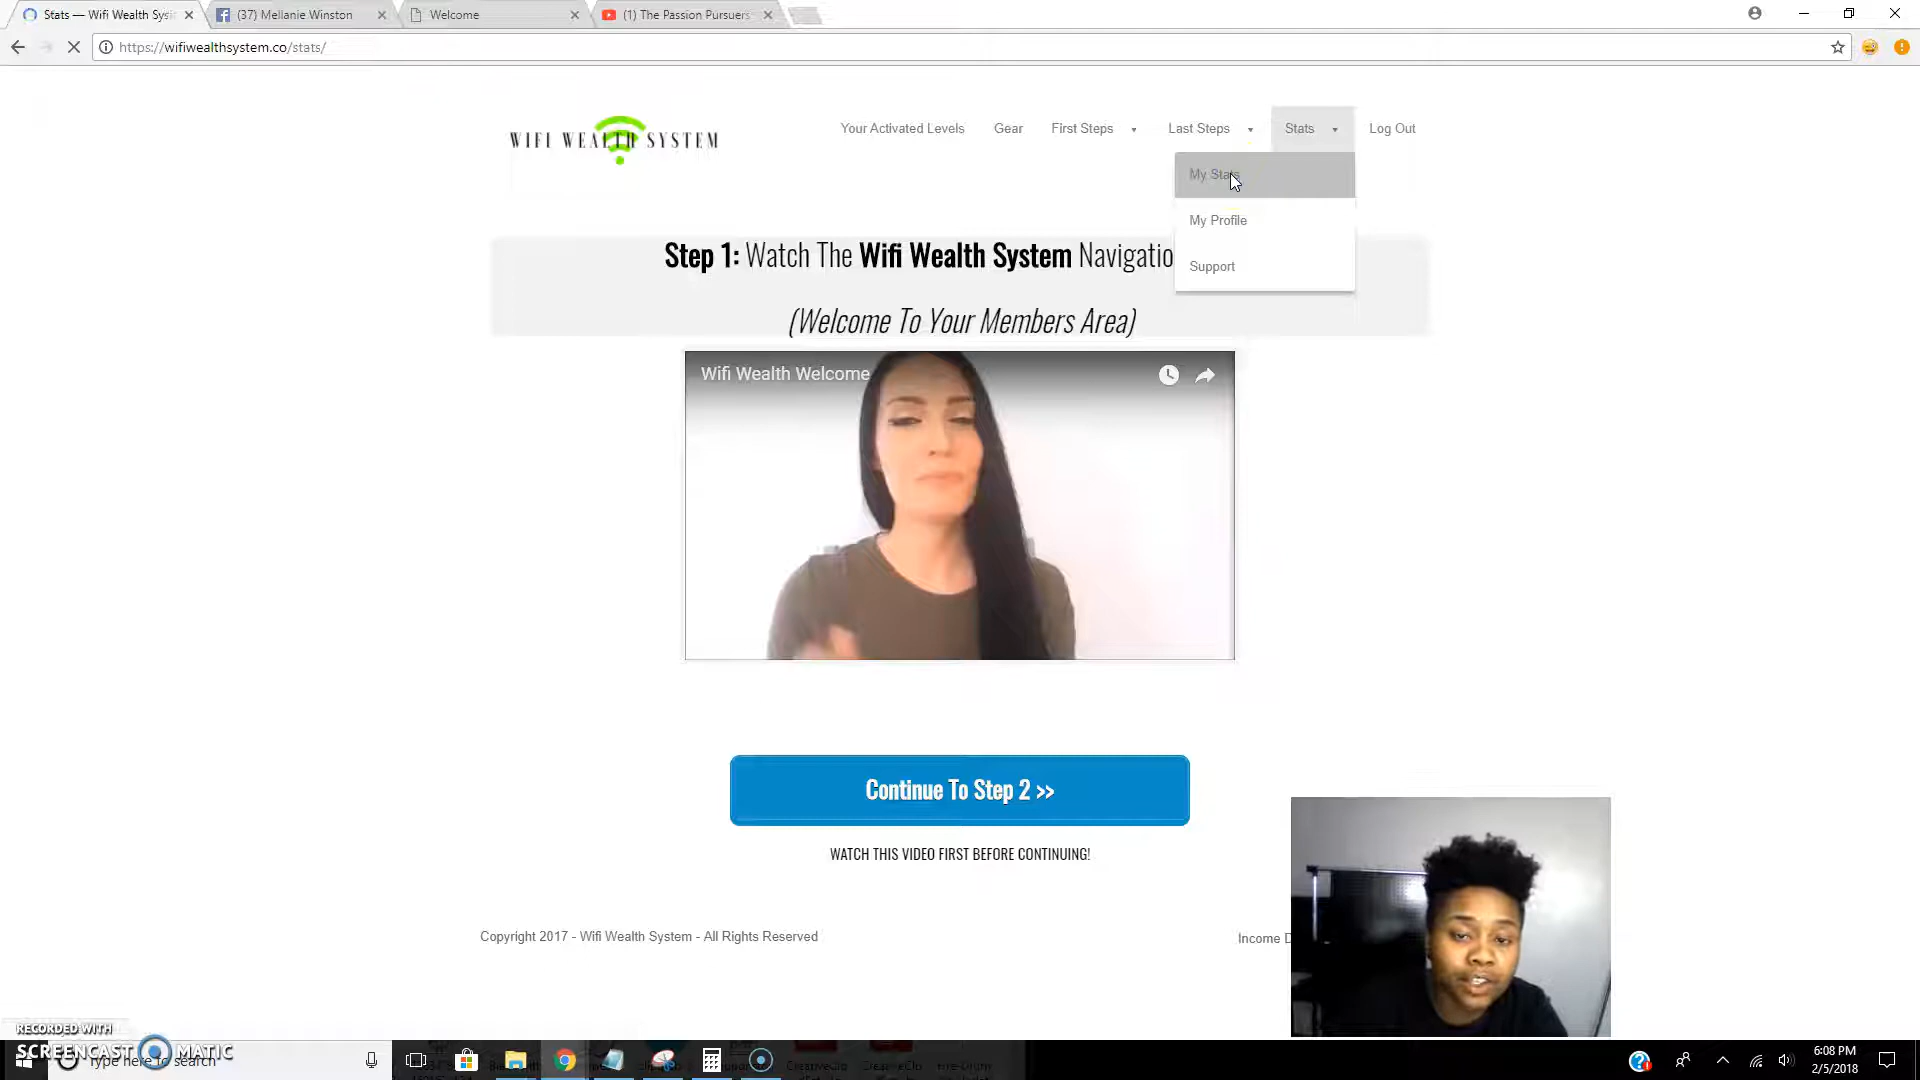 Stats — Wifi Wealth Sys
(37) Mellanie Winston
Welcome
(1) The Passion Pursuers
https://wifiwealthsystem.co/stats/
WIFI WEALTH SYSTEM
Your Activated Levels
Gear
First Steps
Last Steps
Stats
Log Out
My Stats
My Profile
Support
Step 1: Watch The Wifi Wealth System Navigatio
(Welcome To Your Members Area)
Wifi Wealth Welcome
Continue To Step 2 >>
WATCH THIS VIDEO FIRST BEFORE CONTINUING!
Copyright 2017 - Wifi Wealth System - All Rights Reserved
Income D
RECORDED WITH
SCREENCAST MATIC
Type here to search
6:08 PM
2/5/2018